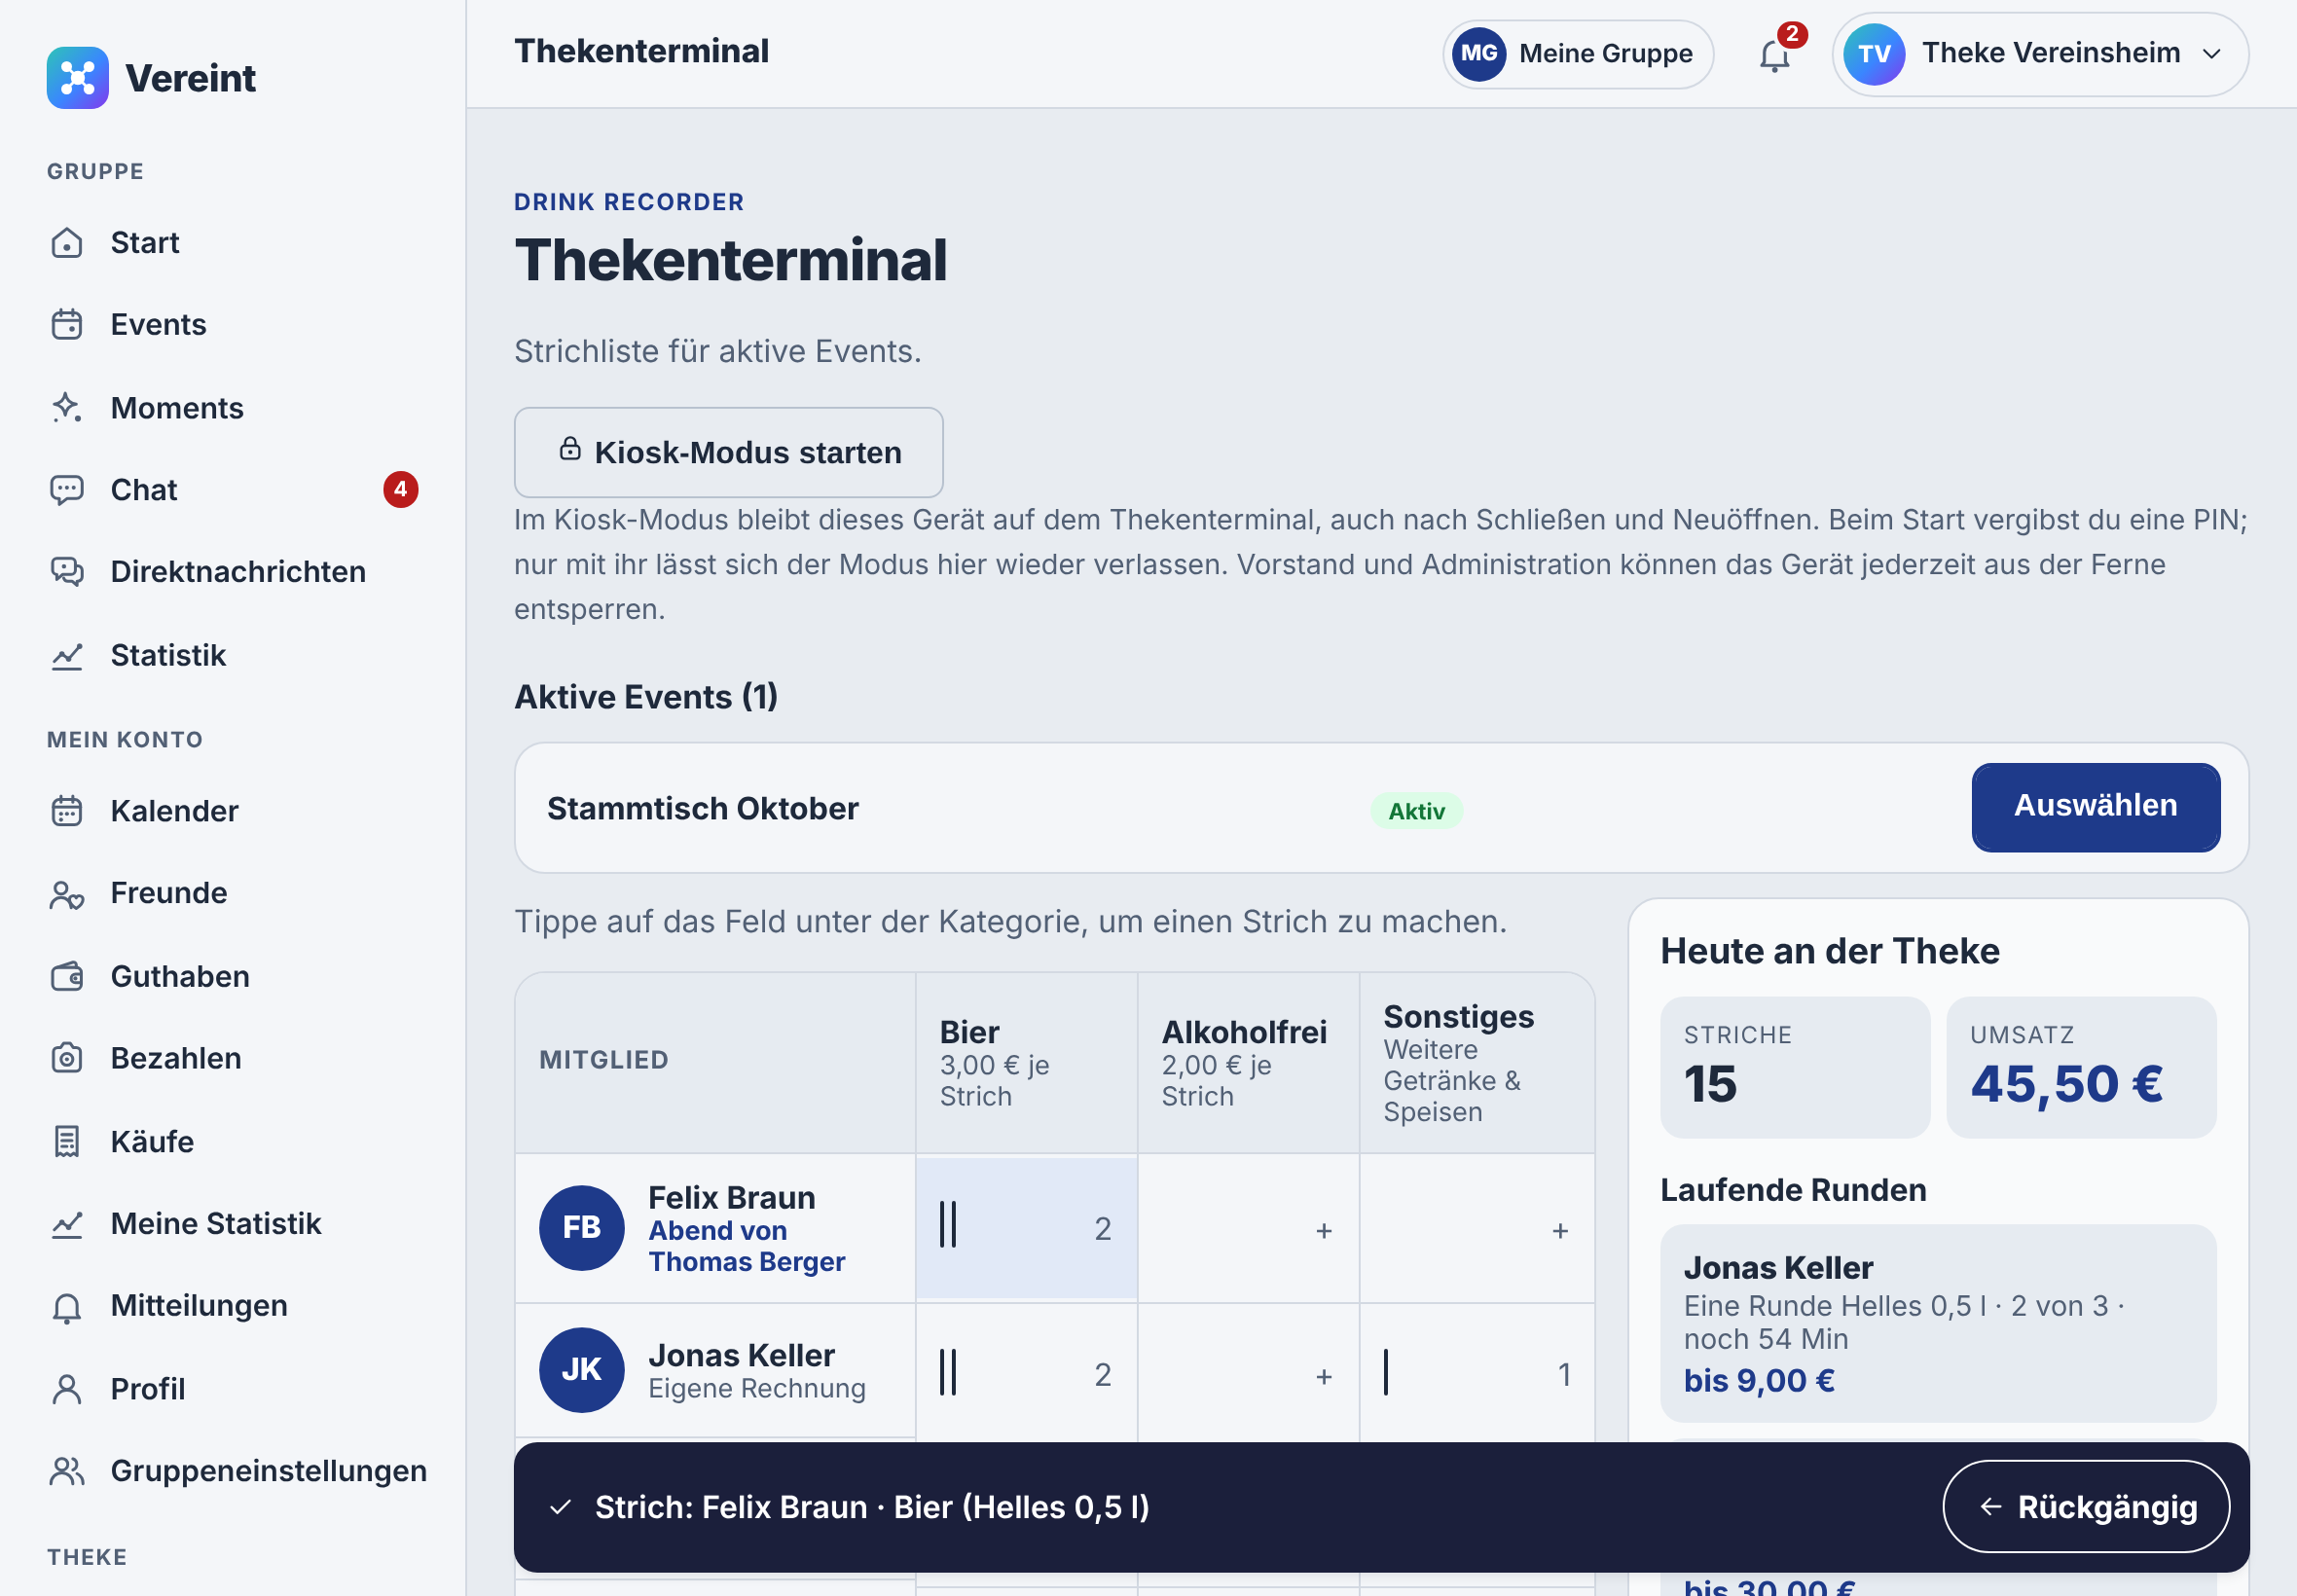 Vereint
GRUPPE
Start
Events
Moments
Chat
4
Direktnachrichten
Statistik
MEIN KONTO
Kalender
Freunde
Guthaben
Bezahlen
Käufe
Meine Statistik
Mitteilungen
Profil
Gruppeneinstellungen
THEKE
Thekenterminal
MG Meine Gruppe
2
TV Theke Vereinsheim
DRINK RECORDER
Thekenterminal
Strichliste für aktive Events.
Kiosk-Modus starten
Im Kiosk-Modus bleibt dieses Gerät auf dem Thekenterminal, auch nach Schließen und Neuöffnen. Beim Start vergibst du eine PIN;
nur mit ihr lässt sich der Modus hier wieder verlassen. Vorstand und Administration können das Gerät jederzeit aus der Ferne
entsperren.
Aktive Events (1)
Stammtisch Oktober
Aktiv
Auswählen
Tippe auf das Feld unter der Kategorie, um einen Strich zu machen.
MITGLIED
Bier
3,00 € je
Strich
Alkoholfrei
2,00 € je
Strich
Sonstiges
Weitere
Getränke &
Speisen
FB
Felix Braun
Abend von
Thomas Berger
2
+
+
JK
Jonas Keller
Eigene Rechnung
2
+
1
Heute an der Theke
STRICHE
15
UMSATZ
45,50 €
Laufende Runden
Jonas Keller
Eine Runde Helles 0,5 l · 2 von 3 ·
noch 54 Min
bis 9,00 €
Strich: Felix Braun · Bier (Helles 0,5 l)
← Rückgängig
bis 30,00 €